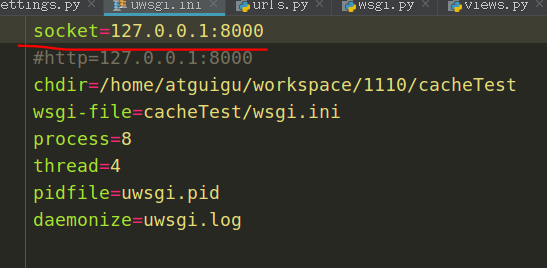 ettings.py × uwsgi.ini × urls.py × wsgi.py × views.py
socket=127.0.0.1:8000
#http=127.0.0.1:8000
chdir=/home/atguigu/workspace/1110/cacheTest
wsgi-file=cacheTest/wsgi.ini
process=8
thread=4
pidfile=uwsgi.pid
daemonize=uwsgi.log